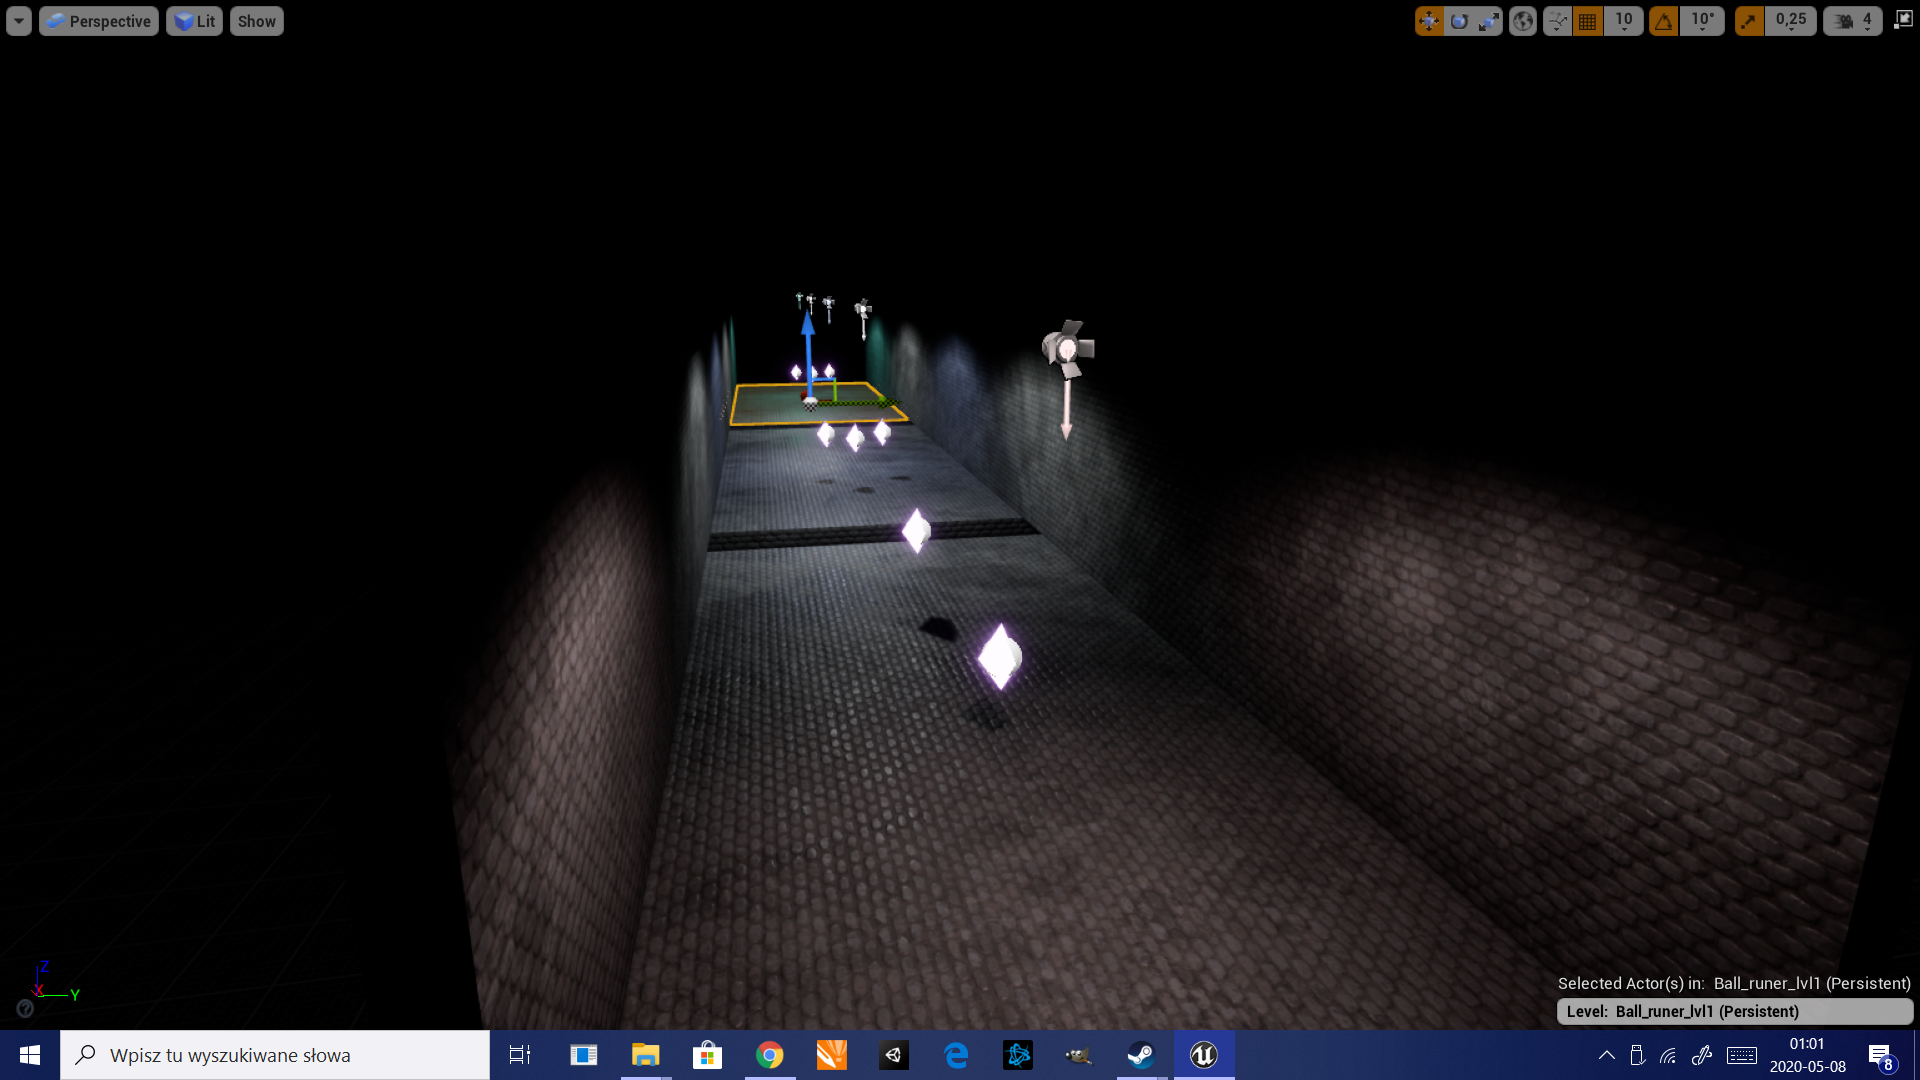 Perspective
Lit
Show
10
10°
0,25
4
Z
X
Y
Selected Actor(s) in: Ball_runer_lvl1 (Persistent)
Level: Ball_runer_lvl1 (Persistent)
Wpisz tu wyszukiwane słowa
01:01
2020-05-08
8